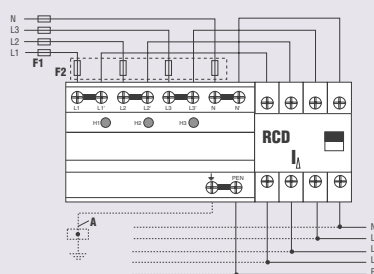 N
L3
L2
L1
F1
F2
L1 L1' L2 L2' L3 L3' N N'
H1 H2 H3
RCD
I∆
PEN
A
N
L
L
L